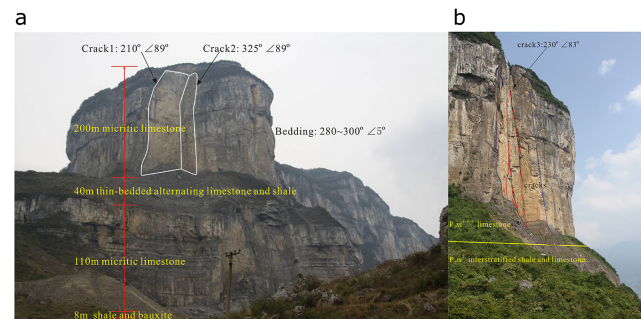 a
Crack1: 210° ∠89°
Crack2: 325° ∠89°
200m micritic limestone
Bedding: 280~300° ∠5°
40m thin-bedded alternating limestone and shale
110m micritic limestone
8m shale and bauxite
b
crack3:230° ∠83°
cracks
limestone
interstratified shale and limestone